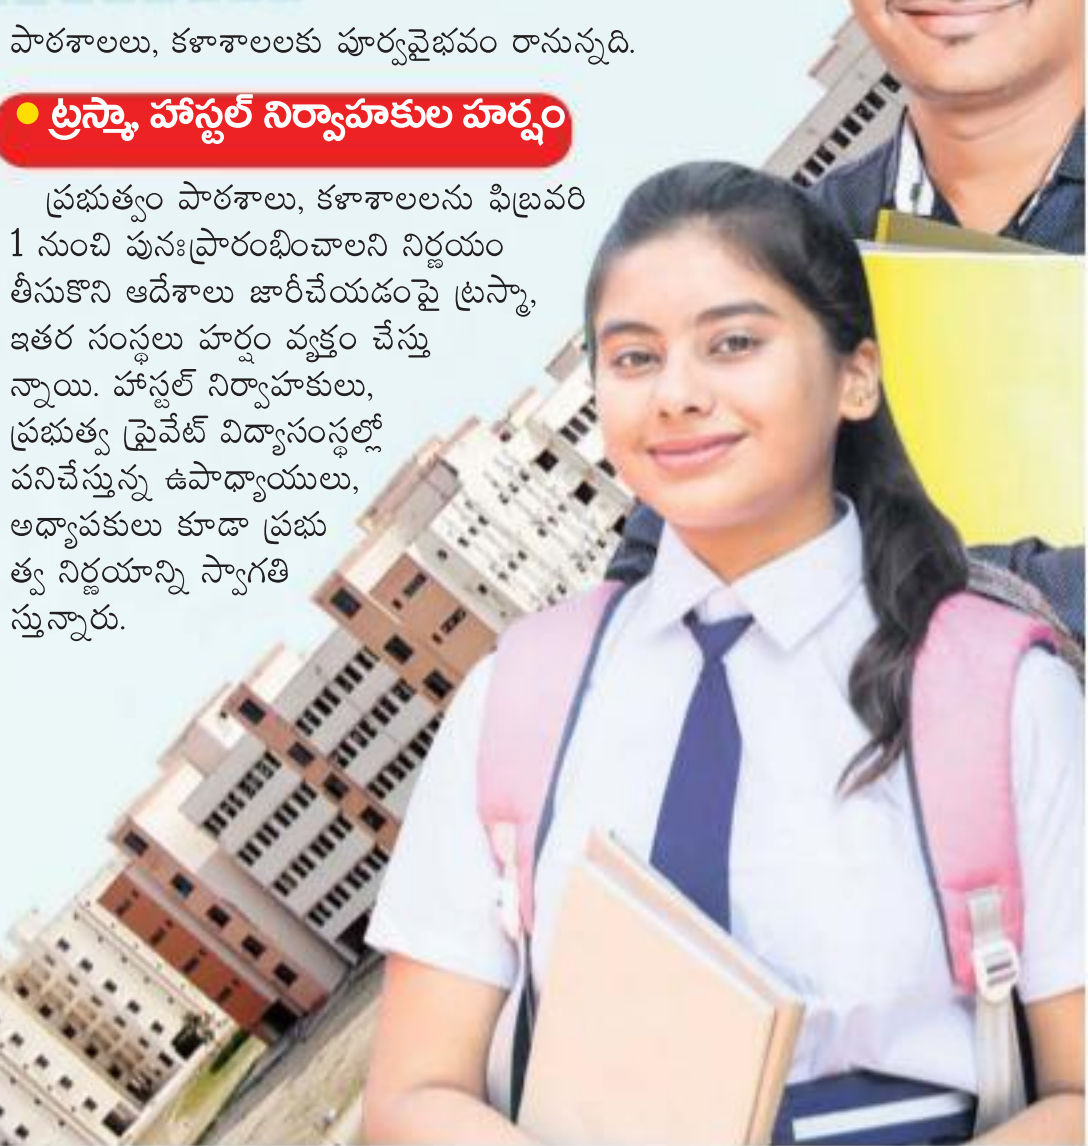 పాఠశాలలు, కళాశాలలకు పూర్వవైభవం రానున్నది.
• ట్రస్మా, హాస్టల్ నిర్వాహకుల హర్షం
ప్రభుత్వం పాఠశాలు, కళాశాలలను ఫిబ్రవరి
1 నుంచి పునఃప్రారంభించాలని నిర్ణయం
తీసుకొని ఆదేశాలు జారీచేయడంపై ట్రస్మా,
ఇతర సంస్థలు హర్షం వ్యక్తం చేస్తు
న్నాయి. హాస్టల్ నిర్వాహకులు,
ప్రభుత్వ ప్రైవేట్ విద్యాసంస్థల్లో
పనిచేస్తున్న ఉపాధ్యాయులు,
అధ్యాపకులు కూడా ప్రభు
త్వ నిర్ణయాన్ని స్వాగతి
స్తున్నారు.